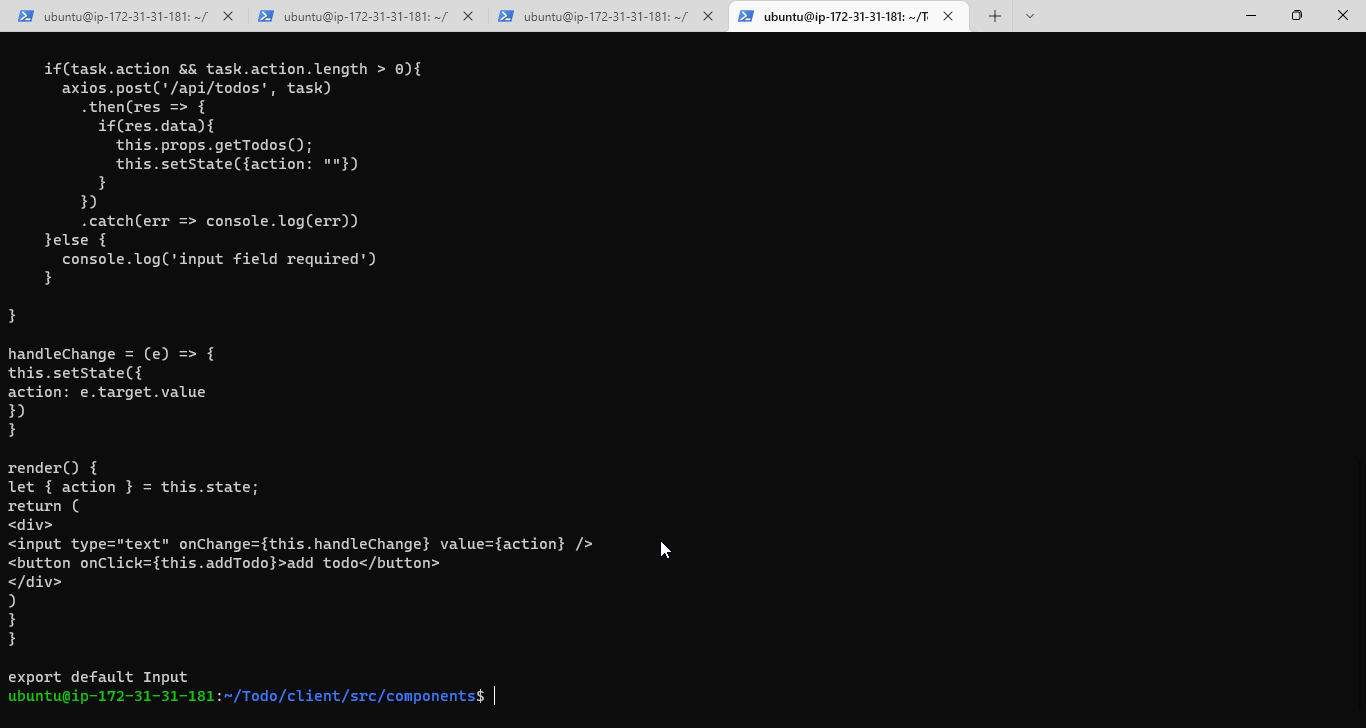 ubuntu@ip-172-31-31-181: ~/
ubuntu@ip-172-31-31-181: ~/
ubuntu@ip-172-31-31-181: ~/
ubuntu@ip-172-31-31-181: ~/T
    if(task.action && task.action.length > 0){
      axios.post('/api/todos', task)
        .then(res => {
          if(res.data){
            this.props.getTodos();
            this.setState({action: ""})
          }
        })
        .catch(err => console.log(err))
    }else {
      console.log('input field required')
    }
}
handleChange = (e) => {
this.setState({
action: e.target.value
})
}
render() {
let { action } = this.state;
return (
<div>
<input type="text" onChange={this.handleChange} value={action} />
<button onClick={this.addTodo}>add todo</button>
</div>
)
}
}
export default Input
ubuntu@ip-172-31-31-181:~/Todo/client/src/components$